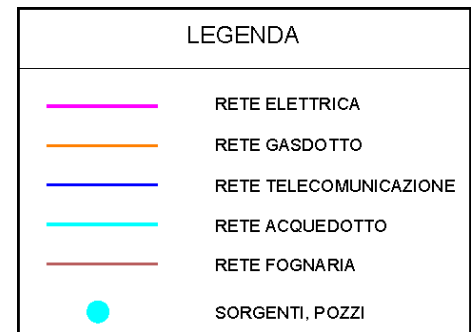 LEGENDA
RETE ELETTRICA
RETE GASDOTTO
RETE TELECOMUNICAZIONE
RETE ACQUEDOTTO
RETE FOGNARIA
SORGENTI, POZZI